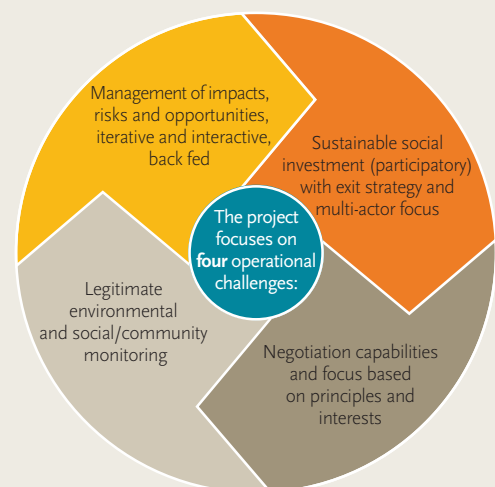 Management of impacts,
risks and opportunities,
iterative and interactive,
back fed
Sustainable social
investment (participatory)
with exit strategy and
multi-actor focus
The project
focuses on
four operational
challenges:
Legitimate
environmental
and social/community
monitoring
Negotiation capabilities
and focus based
on principles and
interests